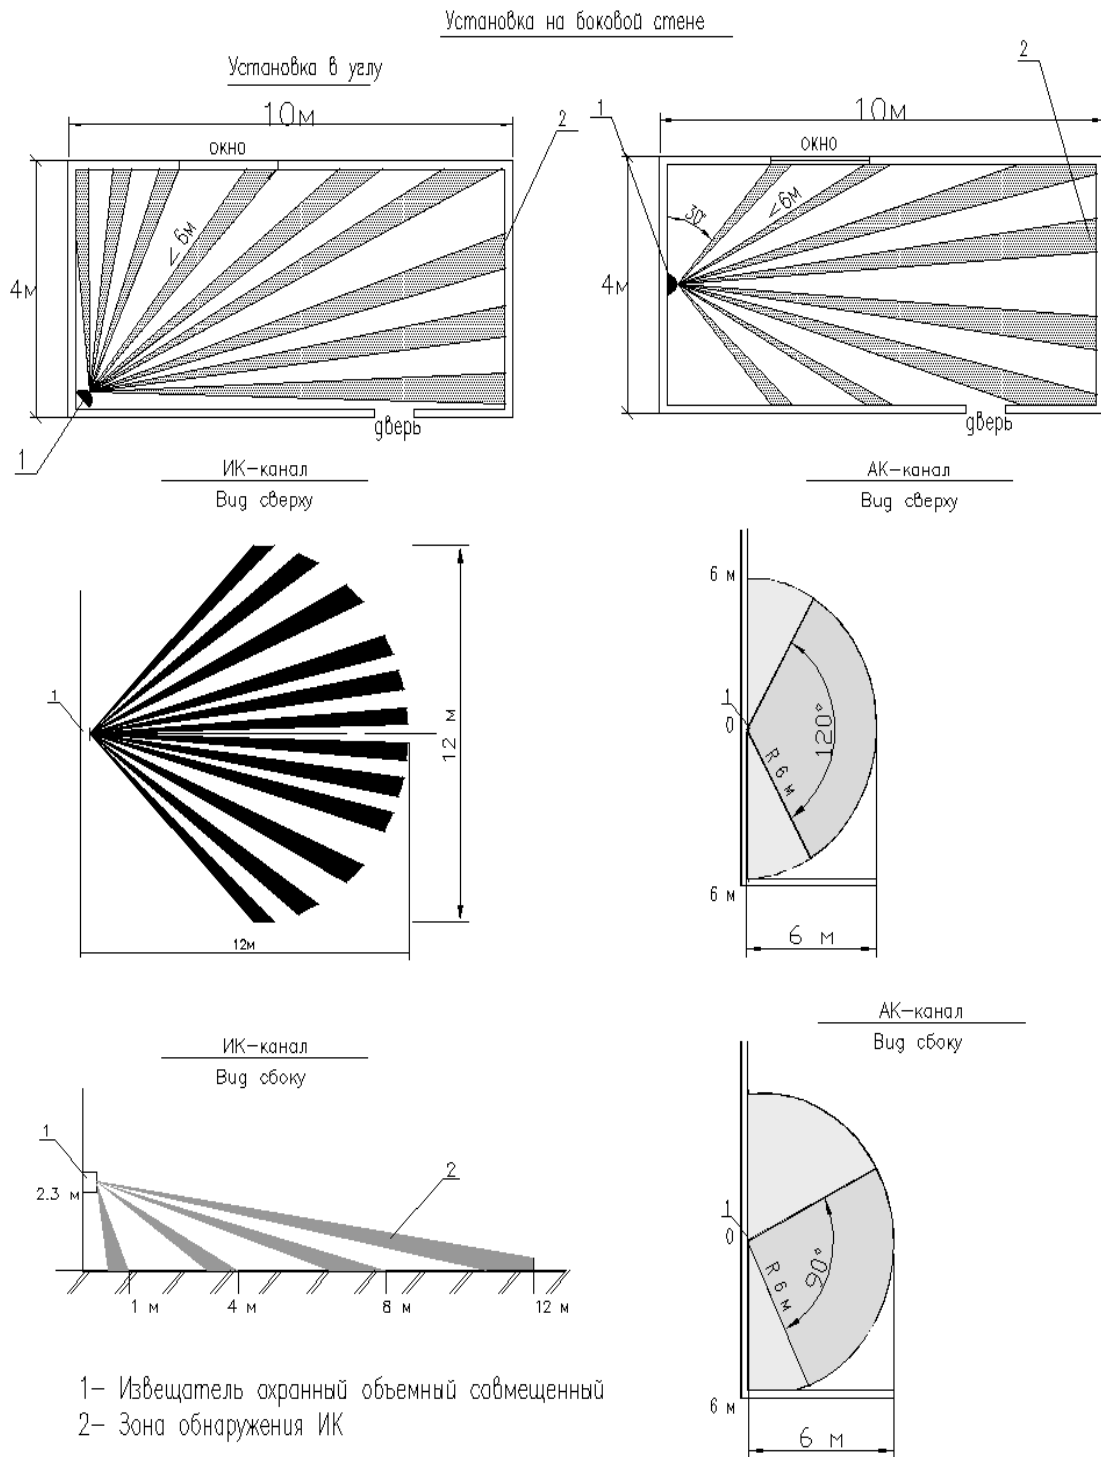 Установка на боковой стене
Установка в углу
10м
2
окно
4м
< 6м
дверь
1
2
1
10м
окно
30°
< 6м
4м
дверь
ИК-канал
Вид сверху
1
12 м
12м
АК-канал
Вид сверху
6 м
1
0
120°
R 6 м
6 м
6 м
ИК-канал
Вид сбоку
1
2.3 м
2
1 м
4 м
8 м
12 м
АК-канал
Вид сбоку
1
0
90°
R 6 м
6 м
6 м
1- Извещатель охранный объемный совмещенный
2- Зона обнаружения ИК